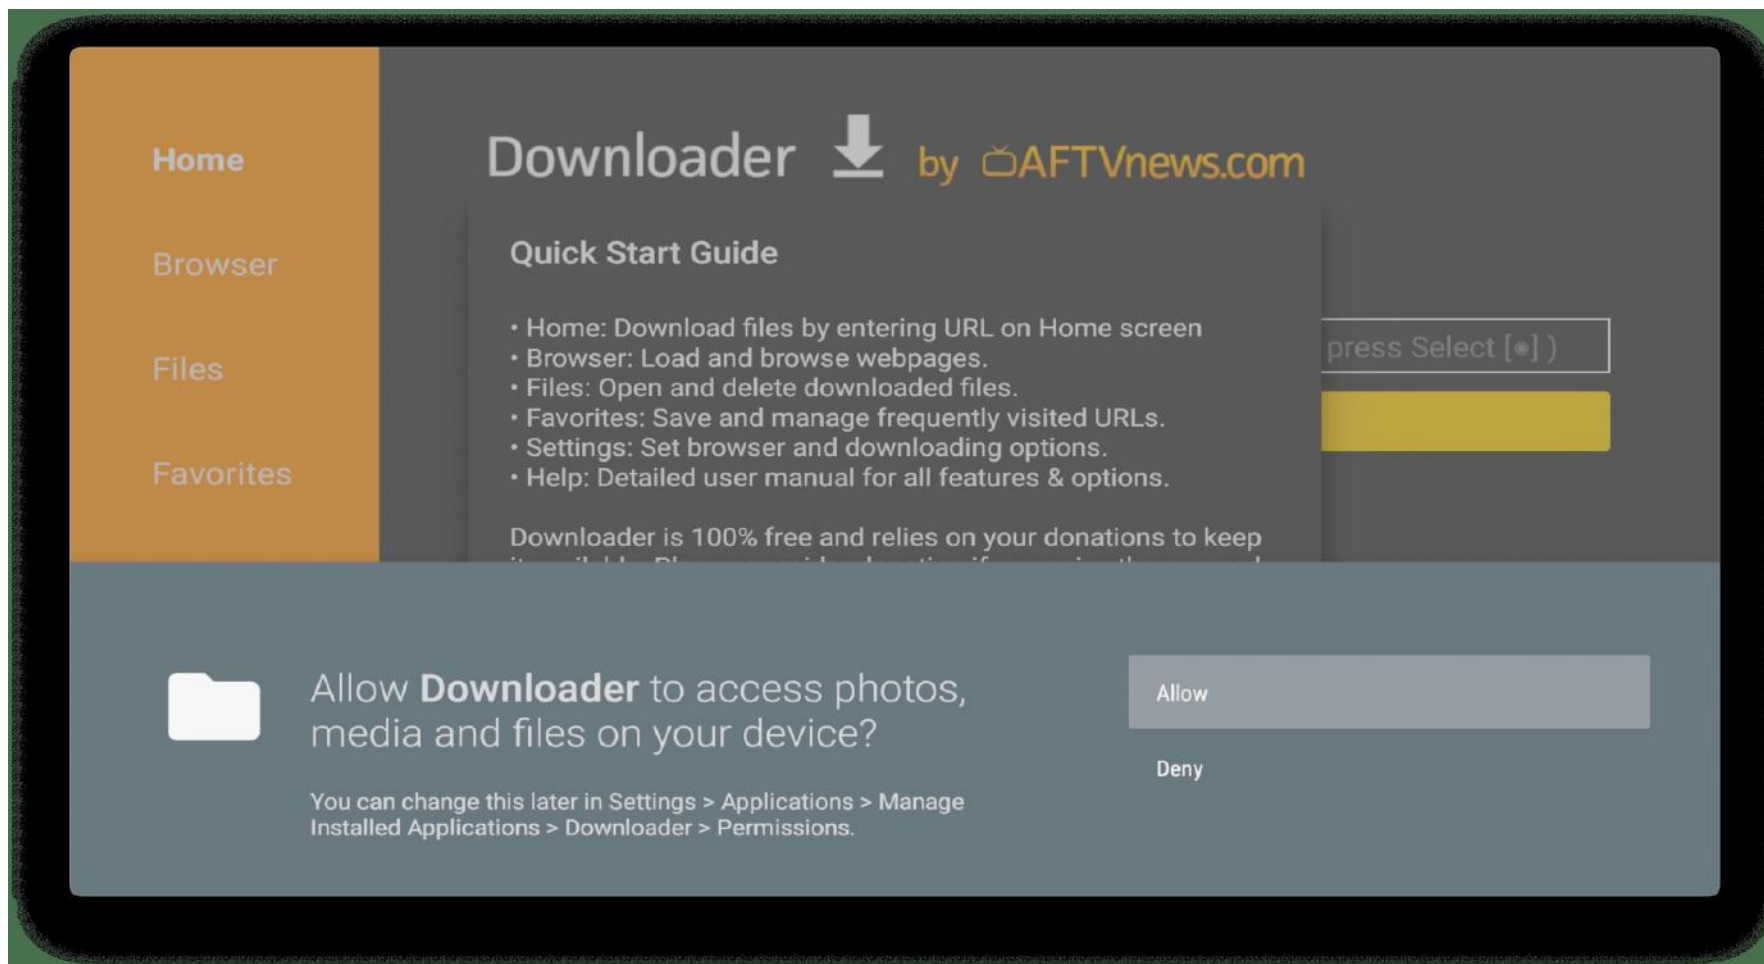 Home
Browser
Files
Favorites
Downloader by AFTVnews.com
Quick Start Guide
• Home: Download files by entering URL on Home screen
• Browser: Load and browse webpages.
• Files: Open and delete downloaded files.
• Favorites: Save and manage frequently visited URLs.
• Settings: Set browser and downloading options.
• Help: Detailed user manual for all features & options.
Downloader is 100% free and relies on your donations to keep
press Select [◉] )
Allow Downloader to access photos,
media and files on your device?
You can change this later in Settings > Applications > Manage
Installed Applications > Downloader > Permissions.
Allow
Deny